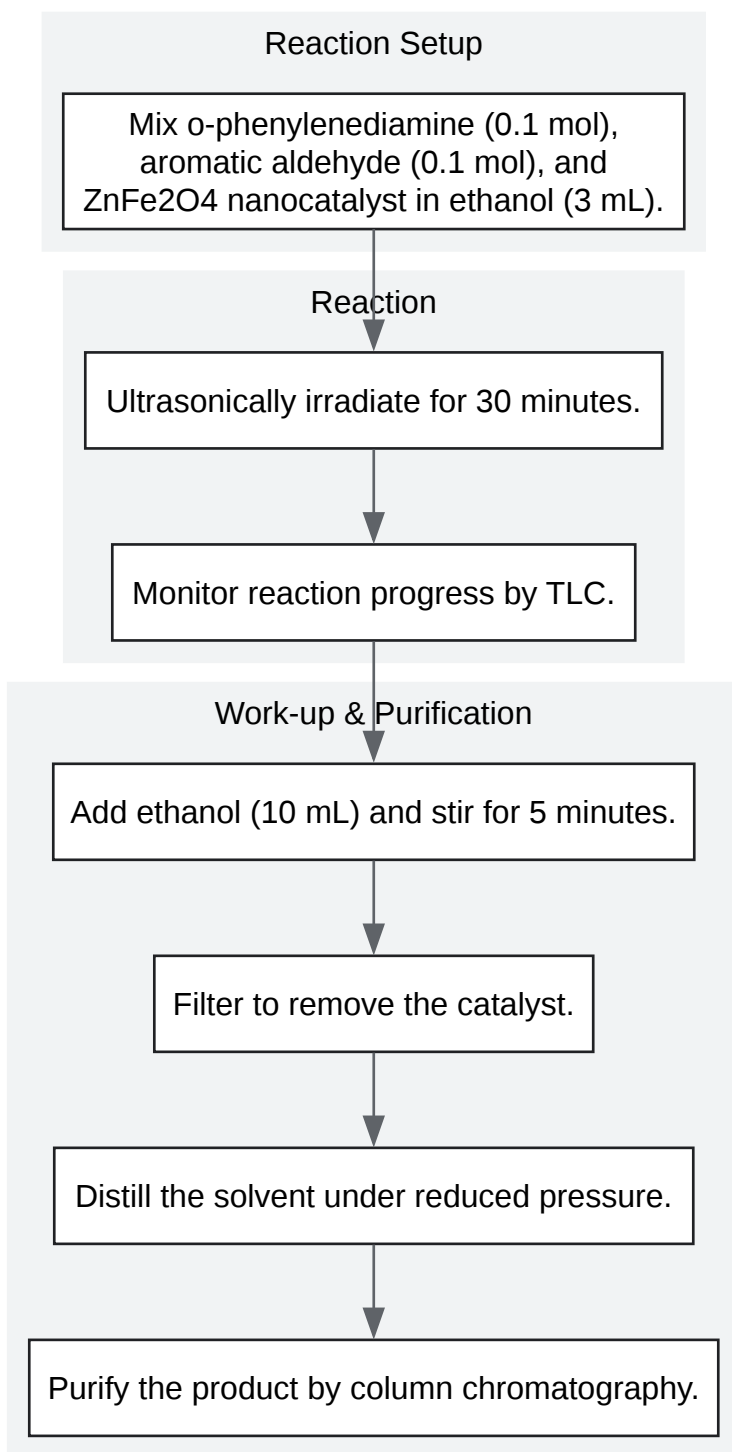 Reaction Setup
Mix o-phenylenediamine (0.1 mol),
aromatic aldehyde (0.1 mol), and
ZnFe2O4 nanocatalyst in ethanol (3 mL).
Reaction
Ultrasonically irradiate for 30 minutes.
Monitor reaction progress by TLC.
Work-up & Purification
Add ethanol (10 mL) and stir for 5 minutes.
Filter to remove the catalyst.
Distill the solvent under reduced pressure.
Purify the product by column chromatography.